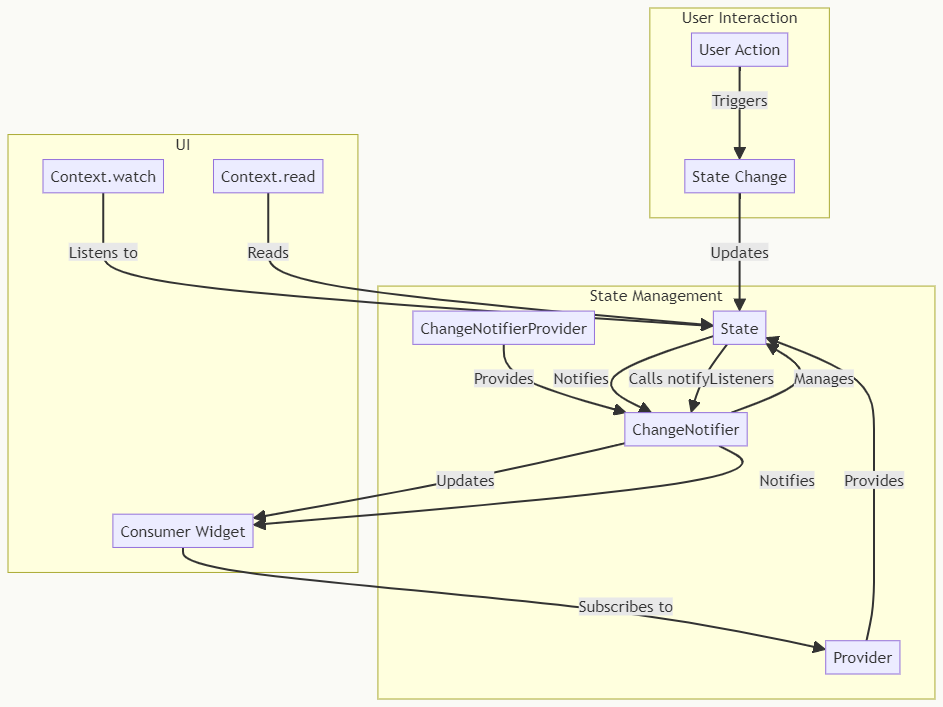 User Interaction
User Action
Triggers
UI
Context.watch
Context.read
State Change
Listens to
Reads
Updates
State Management
ChangeNotifierProvider
State
Provides
Notifies
Calls notifyListeners
Manages
ChangeNotifier
Updates
Notifies
Provides
Consumer Widget
Subscribes to
Provider